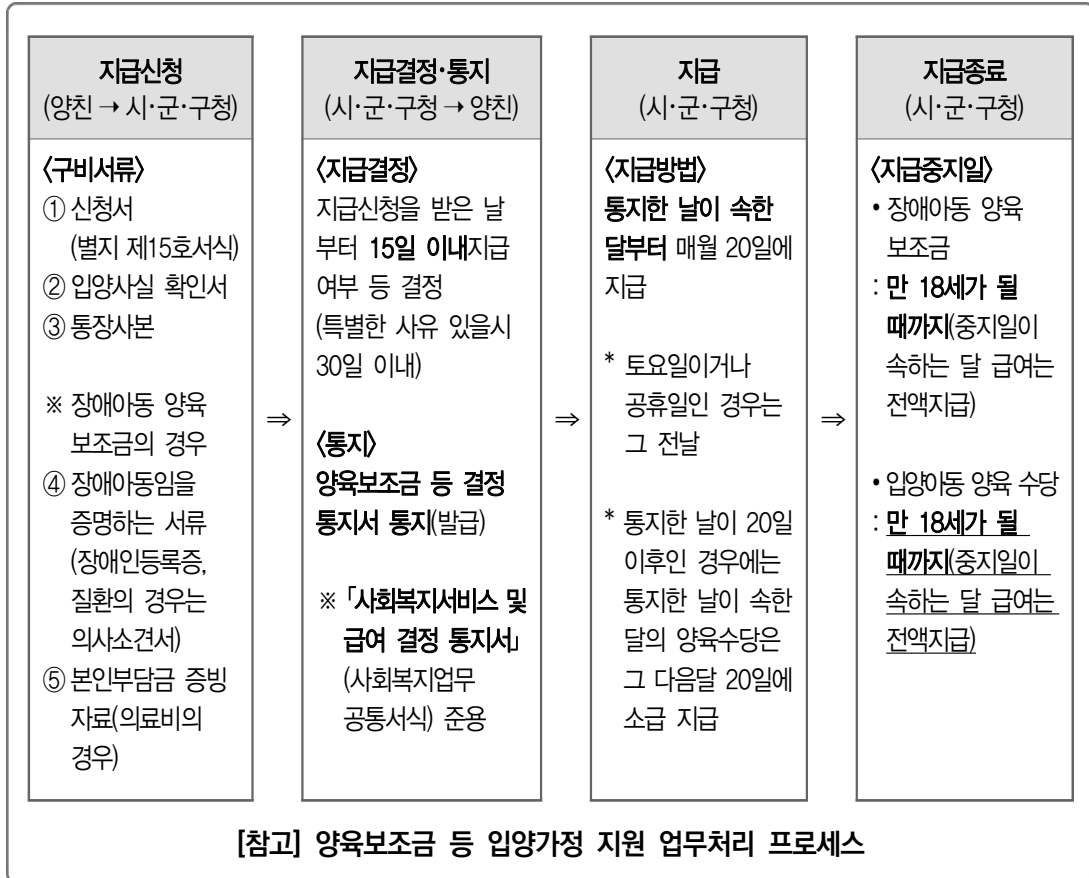 지급신청
(양친 → 시·군·구청)
〈구비서류〉
① 신청서
(별지 제15호서식)
② 입양사실 확인서
③ 통장사본
※ 장애아동 양육
보조금의 경우
④ 장애아동임을
증명하는 서류
(장애인등록증,
질환의 경우는
의사소견서)
⑤ 본인부담금 증빙
자료(의료비의
경우)
⇒
지급결정·통지
(시·군·구청 → 양친)
〈지급결정〉
지급신청을 받은 날
부터 15일 이내지급
여부 등 결정
(특별한 사유 있을시
30일 이내)
〈통지〉
양육보조금 등 결정
통지서 통지(발급)
※ 「사회복지서비스 및
급여 결정 통지서」
(사회복지업무
공통서식) 준용
⇒
지급
(시·군·구청)
〈지급방법〉
통지한 날이 속한
달부터 매월 20일에
지급
* 토요일이거나
공휴일인 경우는
그 전날
* 통지한 날이 20일
이후인 경우에는
통지한 날이 속한
달의 양육수당은
그 다음달 20일에
소급 지급
⇒
지급종료
(시·군·구청)
〈지급중지일〉
• 장애아동 양육
보조금
: 만 18세가 될
때까지(중지일이
속하는 달 급여는
전액지급)
• 입양아동 양육 수당
: 만 18세가 될
때까지(중지일이
속하는 달 급여는
전액지급)
[참고] 양육보조금 등 입양가정 지원 업무처리 프로세스